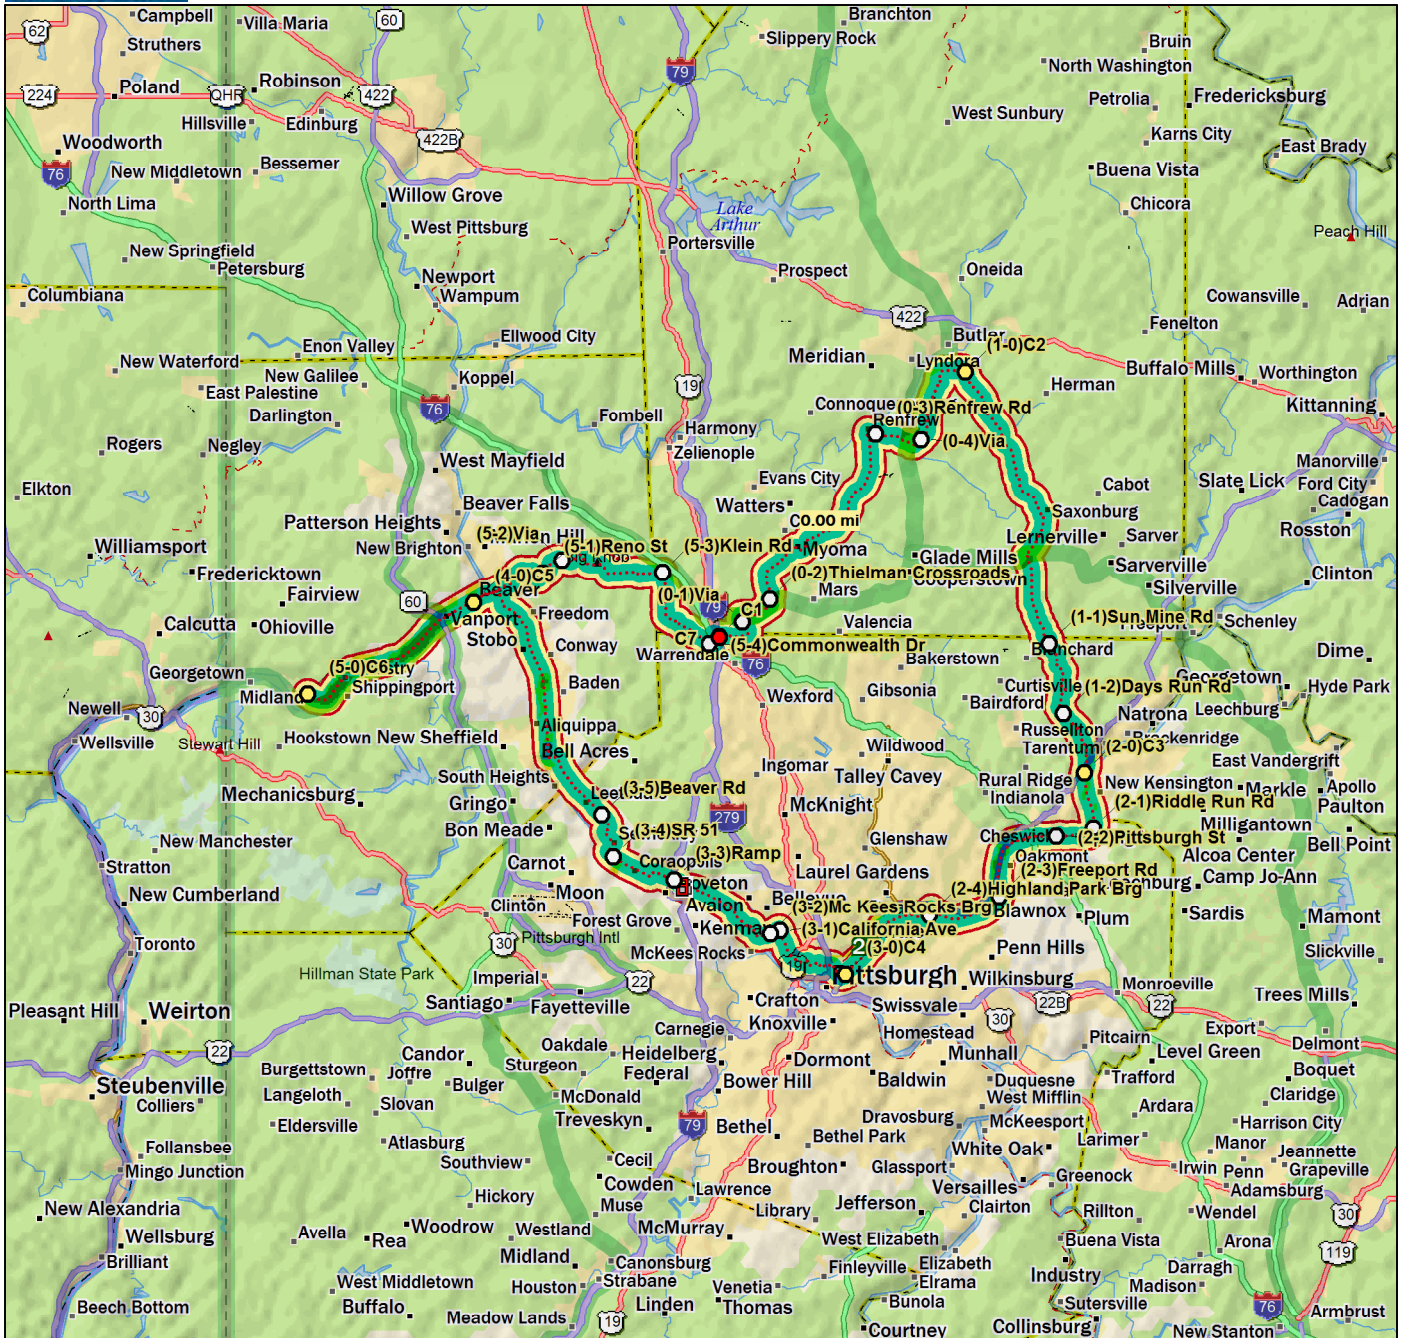 Campbell
Villa Maria
60
Branchton
62
Struthers
Slippery Rock
Bruin
79
North Washington
224
Poland
QHR
Robinson
422
Petrolia
Fredericksburg
Hillsville
Edinburg
West Sunbury
Karns City
Woodworth
422B
East Brady
76
New Middletown
Bessemer
Buena Vista
North Lima
Willow Grove
Lake
Arthur
Chicora
West Pittsburg
Peach Hill
New Springfield
Portersville
Petersburg
Prospect
Oneida
Newport
Columbiana
Wampum
Cowansville
Adrian
422
Fenelton
Ellwood City
Butler
(1-0)C2
Enon Valley
Meridian
Lyndora
New Waterford
Buffalo Mills
Worthington
New Galilee
Koppel
19
Herman
East Palestine
76
Connoque
(0-3)Renfrew Rd
Kittanning
Darlington
Fombell
Renfrew
Harmony
(0-4)Via
Rogers
Negley
Zelienople
Manorville
West Mayfield
Evans City
Cabot
Slate Lick
Ford City
Elkton
Cadogan
Beaver Falls
Watters
Saxonburg
Patterson Heights
0.00 mi
Rosston
(5-2)Via
Lernerville
Sarver
Williamsport
New Brighton
(5-1)Reno St
(5-3)Klein Rd
Myoma
Glade Mills
Sarverville
Fredericktown
(4-0)C5
(0-2)Thielman Crossroads
Clinton
Fairview
Beaver
(0-1)Via
Mars
Silverville
60
Vanport
Freedom
79
C1
(1-1)Sun Mine Rd
Calcutta
Ohioville
Stobo
Valencia
Schenley
Conway
C7
(5-4)Commonwealth Dr
Blanchard
Dime
Georgetown
(5-0)C6
Warrendale
76
Bakerstown
Georgetown
Midland
Shippingport
Baden
Wexford
Gibsonia
Curtisville
(1-2)Days Run Rd
Hyde Park
Newell
30
Bairdford
Leechburg
Aliquippa
Natrona
Wellsville
Stewart Hill
Hookstown
New Sheffield
Bell Acres
Wildwood
Russellton
Tarentum
(2-0)C3
East Vandergrift
South Heights
Ingomar
Talley Cavey
Rural Ridge
New Kensington
Markle
Apollo
Mechanicsburg
Gringo
(3-5)Beaver Rd
McKnight
Indianola
(2-1)Riddle Run Rd
Paulton
279
Milligantown
Bon Meade
(3-4)SR 51
Glenshaw
Cheswick
(2-2)Pittsburgh St
Bell Point
New Manchester
Carnot
(3-3)Ramp
Oakmont
Alcoa Center
Stratton
Coraopolis
Laurel Gardens
(2-3)Freeport Rd
Camp Jo-Ann
New Cumberland
Moon
(2-4)Highland Park Brg
Clinton
Avalon
(3-2)Mc Kees Rocks Brg
Blawnox
Plum
Sardis
Mamont
Forest Grove
(3-1)California Ave
Toronto
30
Pittsburgh Intl
McKees Rocks
2
(3-0)C4
Penn Hills
Slickville
Hillman State Park
Imperial
22
19
Pittsburgh
Wilkinsburg
Monroeville
Trees Mills
Santiago
Fayetteville
Crafton
22B
22
Pleasant Hill
Weirton
Swissvale
30
Knoxville
Export
Carnegie
Homestead
Pitcairn
Delmont
22
Candor
Oakdale
Heidelberg
Munhall
Level Green
Burgettstown
Joffre
Sturgeon
Federal
Dormont
Boquet
Steubenville
Bulger
Bower Hill
Baldwin
Duquesne
Trafford
Colliers
Langeloth
Slovan
McDonald
West Mifflin
Claridge
Treveskyn
79
Dravosburg
Ardara
Eldersville
Bethel
McKeesport
Harrison City
Follansbee
Atlasburg
Bethel Park
White Oak
Larimer
Manor
Jeannette
Mingo Junction
Southview
Cecil
Broughton
Glassport
Irwin
Penn
Grapeville
Cowden
Lawrence
Versailles
Greenock
Adamsburg
New Alexandria
Hickory
Muse
Library
Jefferson
Clairton
Rillton
Wendel
30
Avella
Woodrow
Westland
McMurray
Wellsburg
Rea
West Elizabeth
Buena Vista
Arona
119
Brilliant
Midland
Canonsburg
Finleyville
Elizabeth
Industry
Darragh
West Middletown
Houston
Strabane
Venetia
Elrama
Madison
Beech Bottom
Buffalo
Linden
Thomas
Bunola
Sutersville
76
Armbrust
Meadow Lands
19
Courtney
Collinsburg
New Stanton